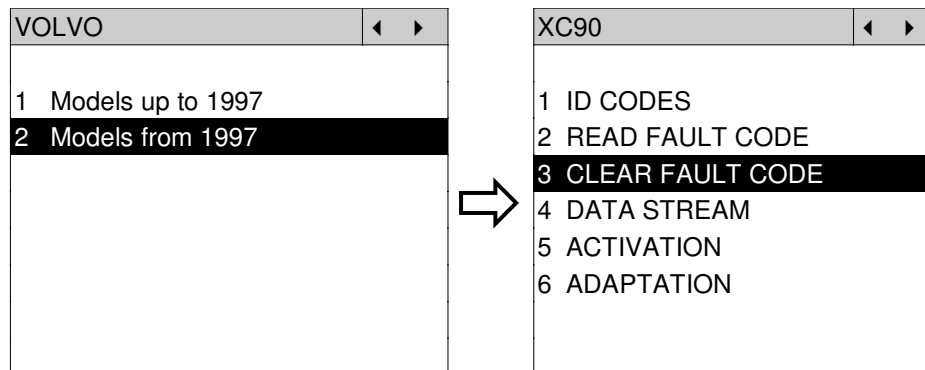 VOLVO
1 Models up to 1997
2 Models from 1997
XC90
1 ID CODES
2 READ FAULT CODE
3 CLEAR FAULT CODE
4 DATA STREAM
5 ACTIVATION
6 ADAPTATION